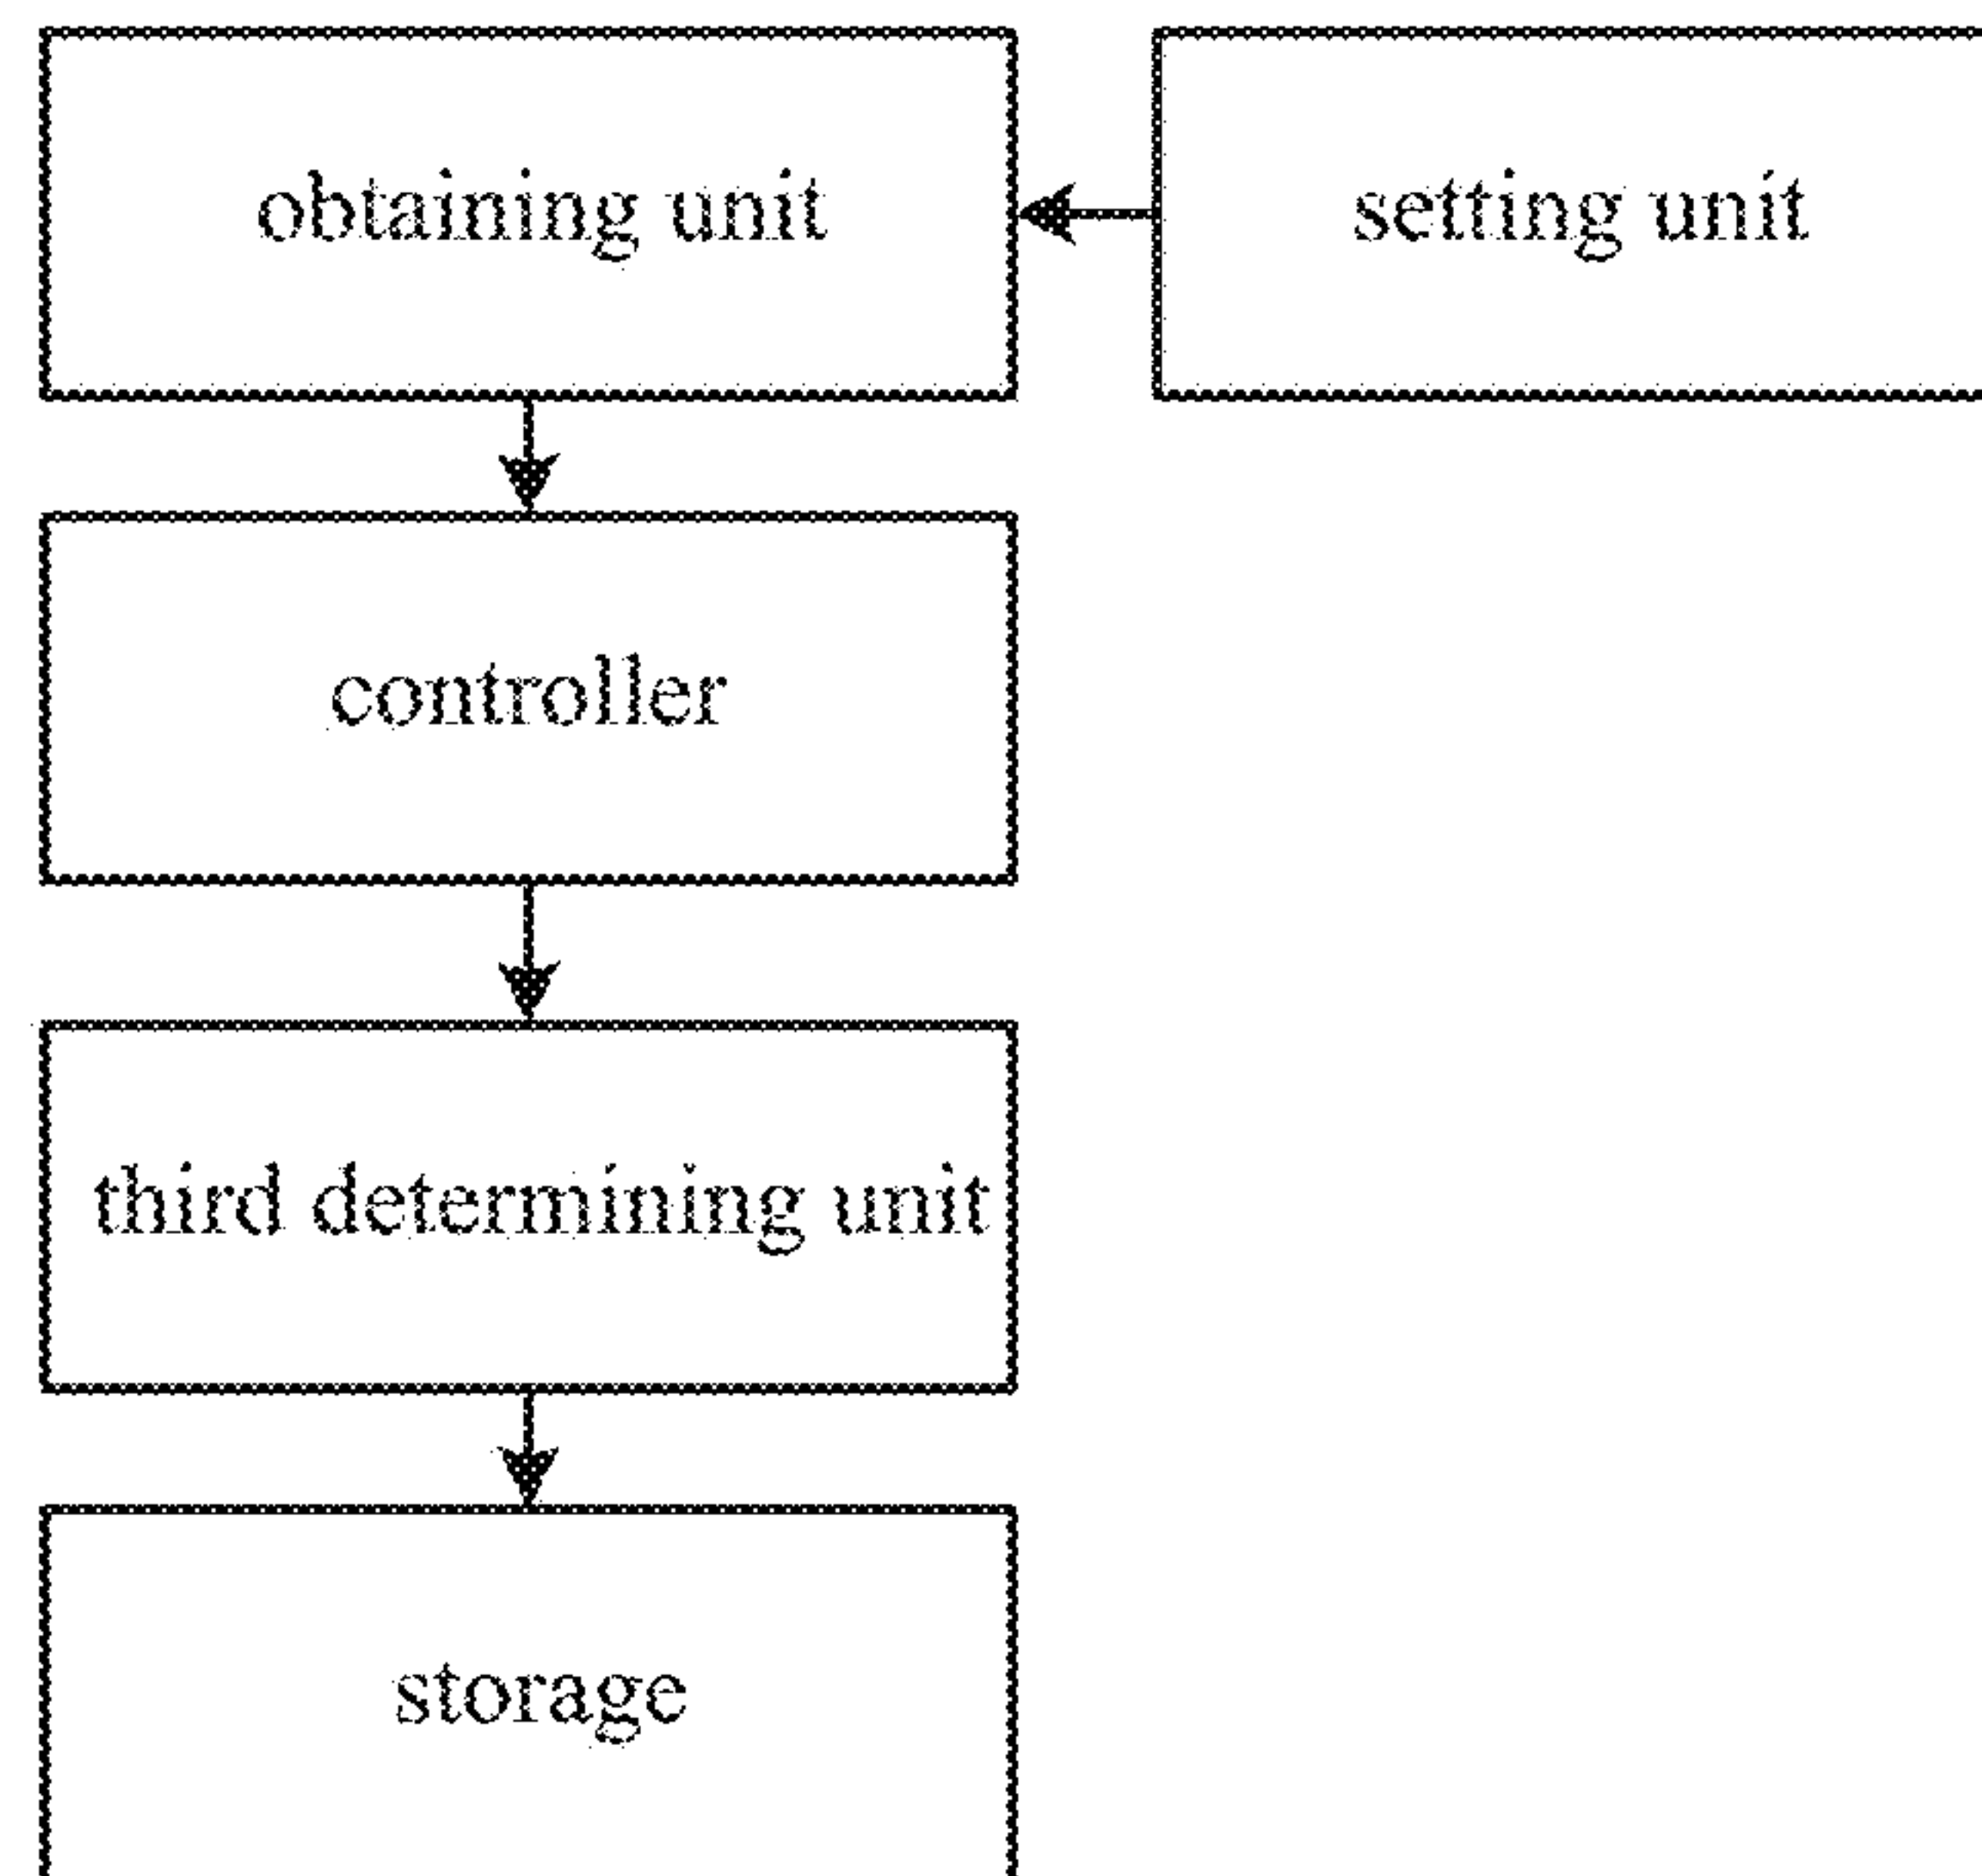 obtaining unit
setting unit
controller
third determining unit
storage